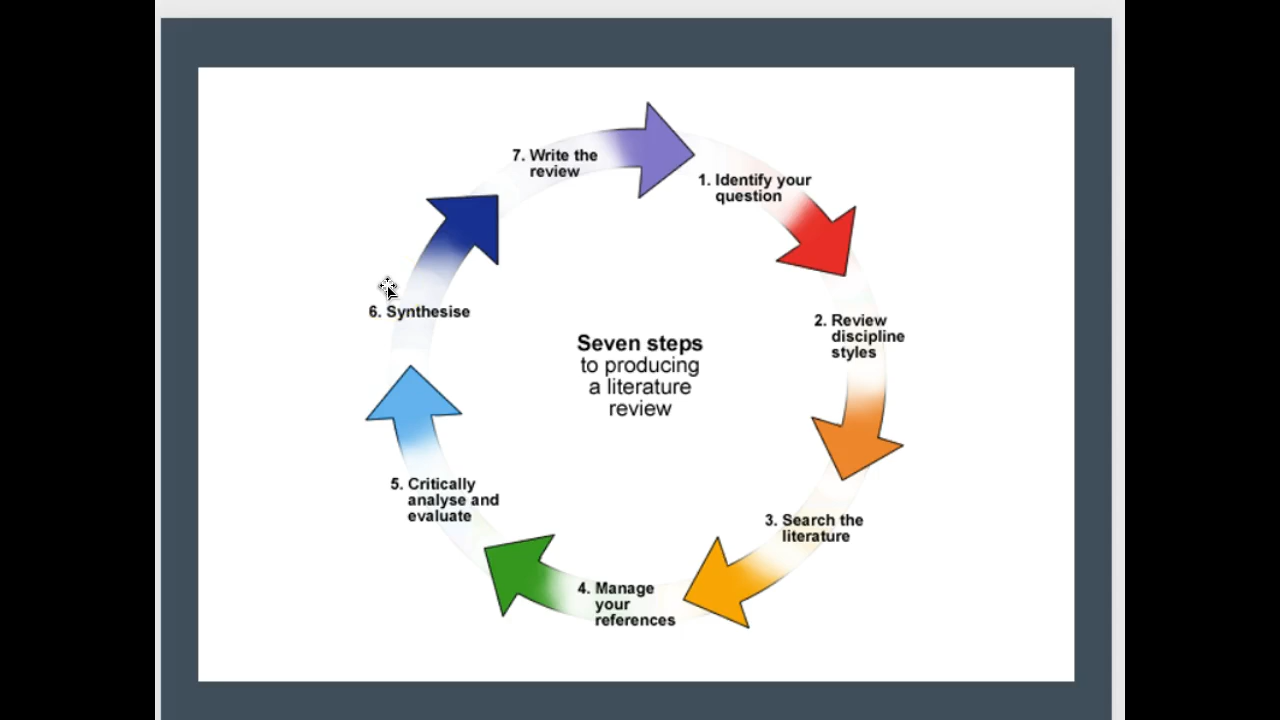 7. Write the
review
1. Identify your
question
2. Review
discipline
styles
3. Search the
literature
4. Manage
your
references
5. Critically
analyse and
evaluate
6. Synthesise
Seven steps
to producing
a literature
review